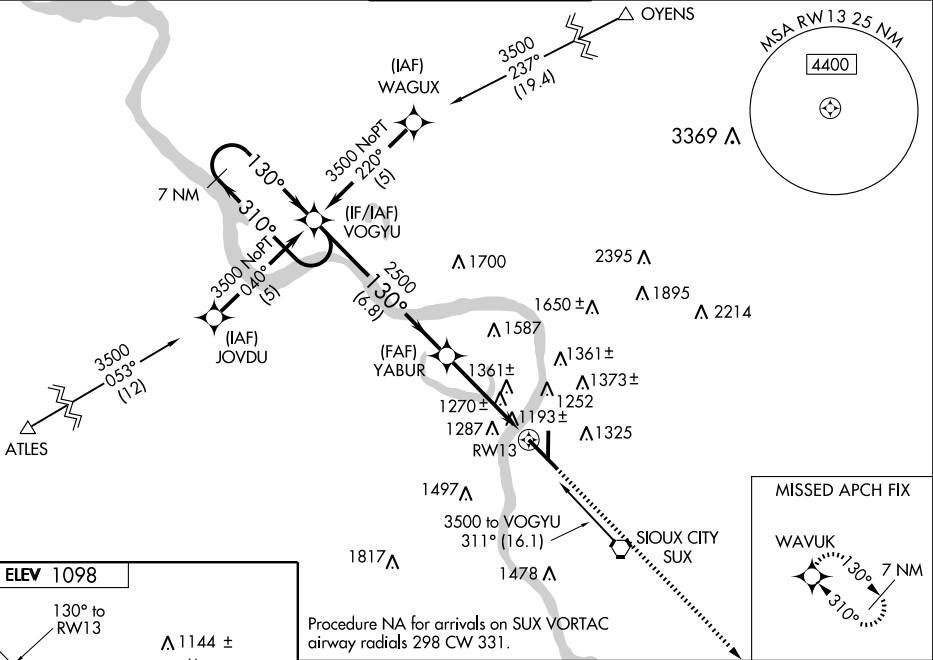 OYENS
MSA RW13 25 NM
4400
3500
237°
(19.4)
(IAF)
WAGUX
3369
3500 NoPT
220°
(5)
130°
7 NM
310°
(IF/IAF)
VOGYU
3500 NoPT
040°
(5)
(IAF)
JOVDU
2500
130°
(6.8)
1700
2395
1895
1650 ±
2214
1587
(FAF)
YABUR
1361±
1361±
1373±
1270±
1252
1193±
1287
RW13
1325
3500
053°
(12)
ATLES
1497
3500 to VOGYU
311° (16.1)
SIOUX CITY
SUX
1817
1478
MISSED APCH FIX
WAVUK
130°
7 NM
310°
ELEV 1098
130° to
RW13
1144 ±
Procedure NA for arrivals on SUX VORTAC
airway radials 298 CW 331.